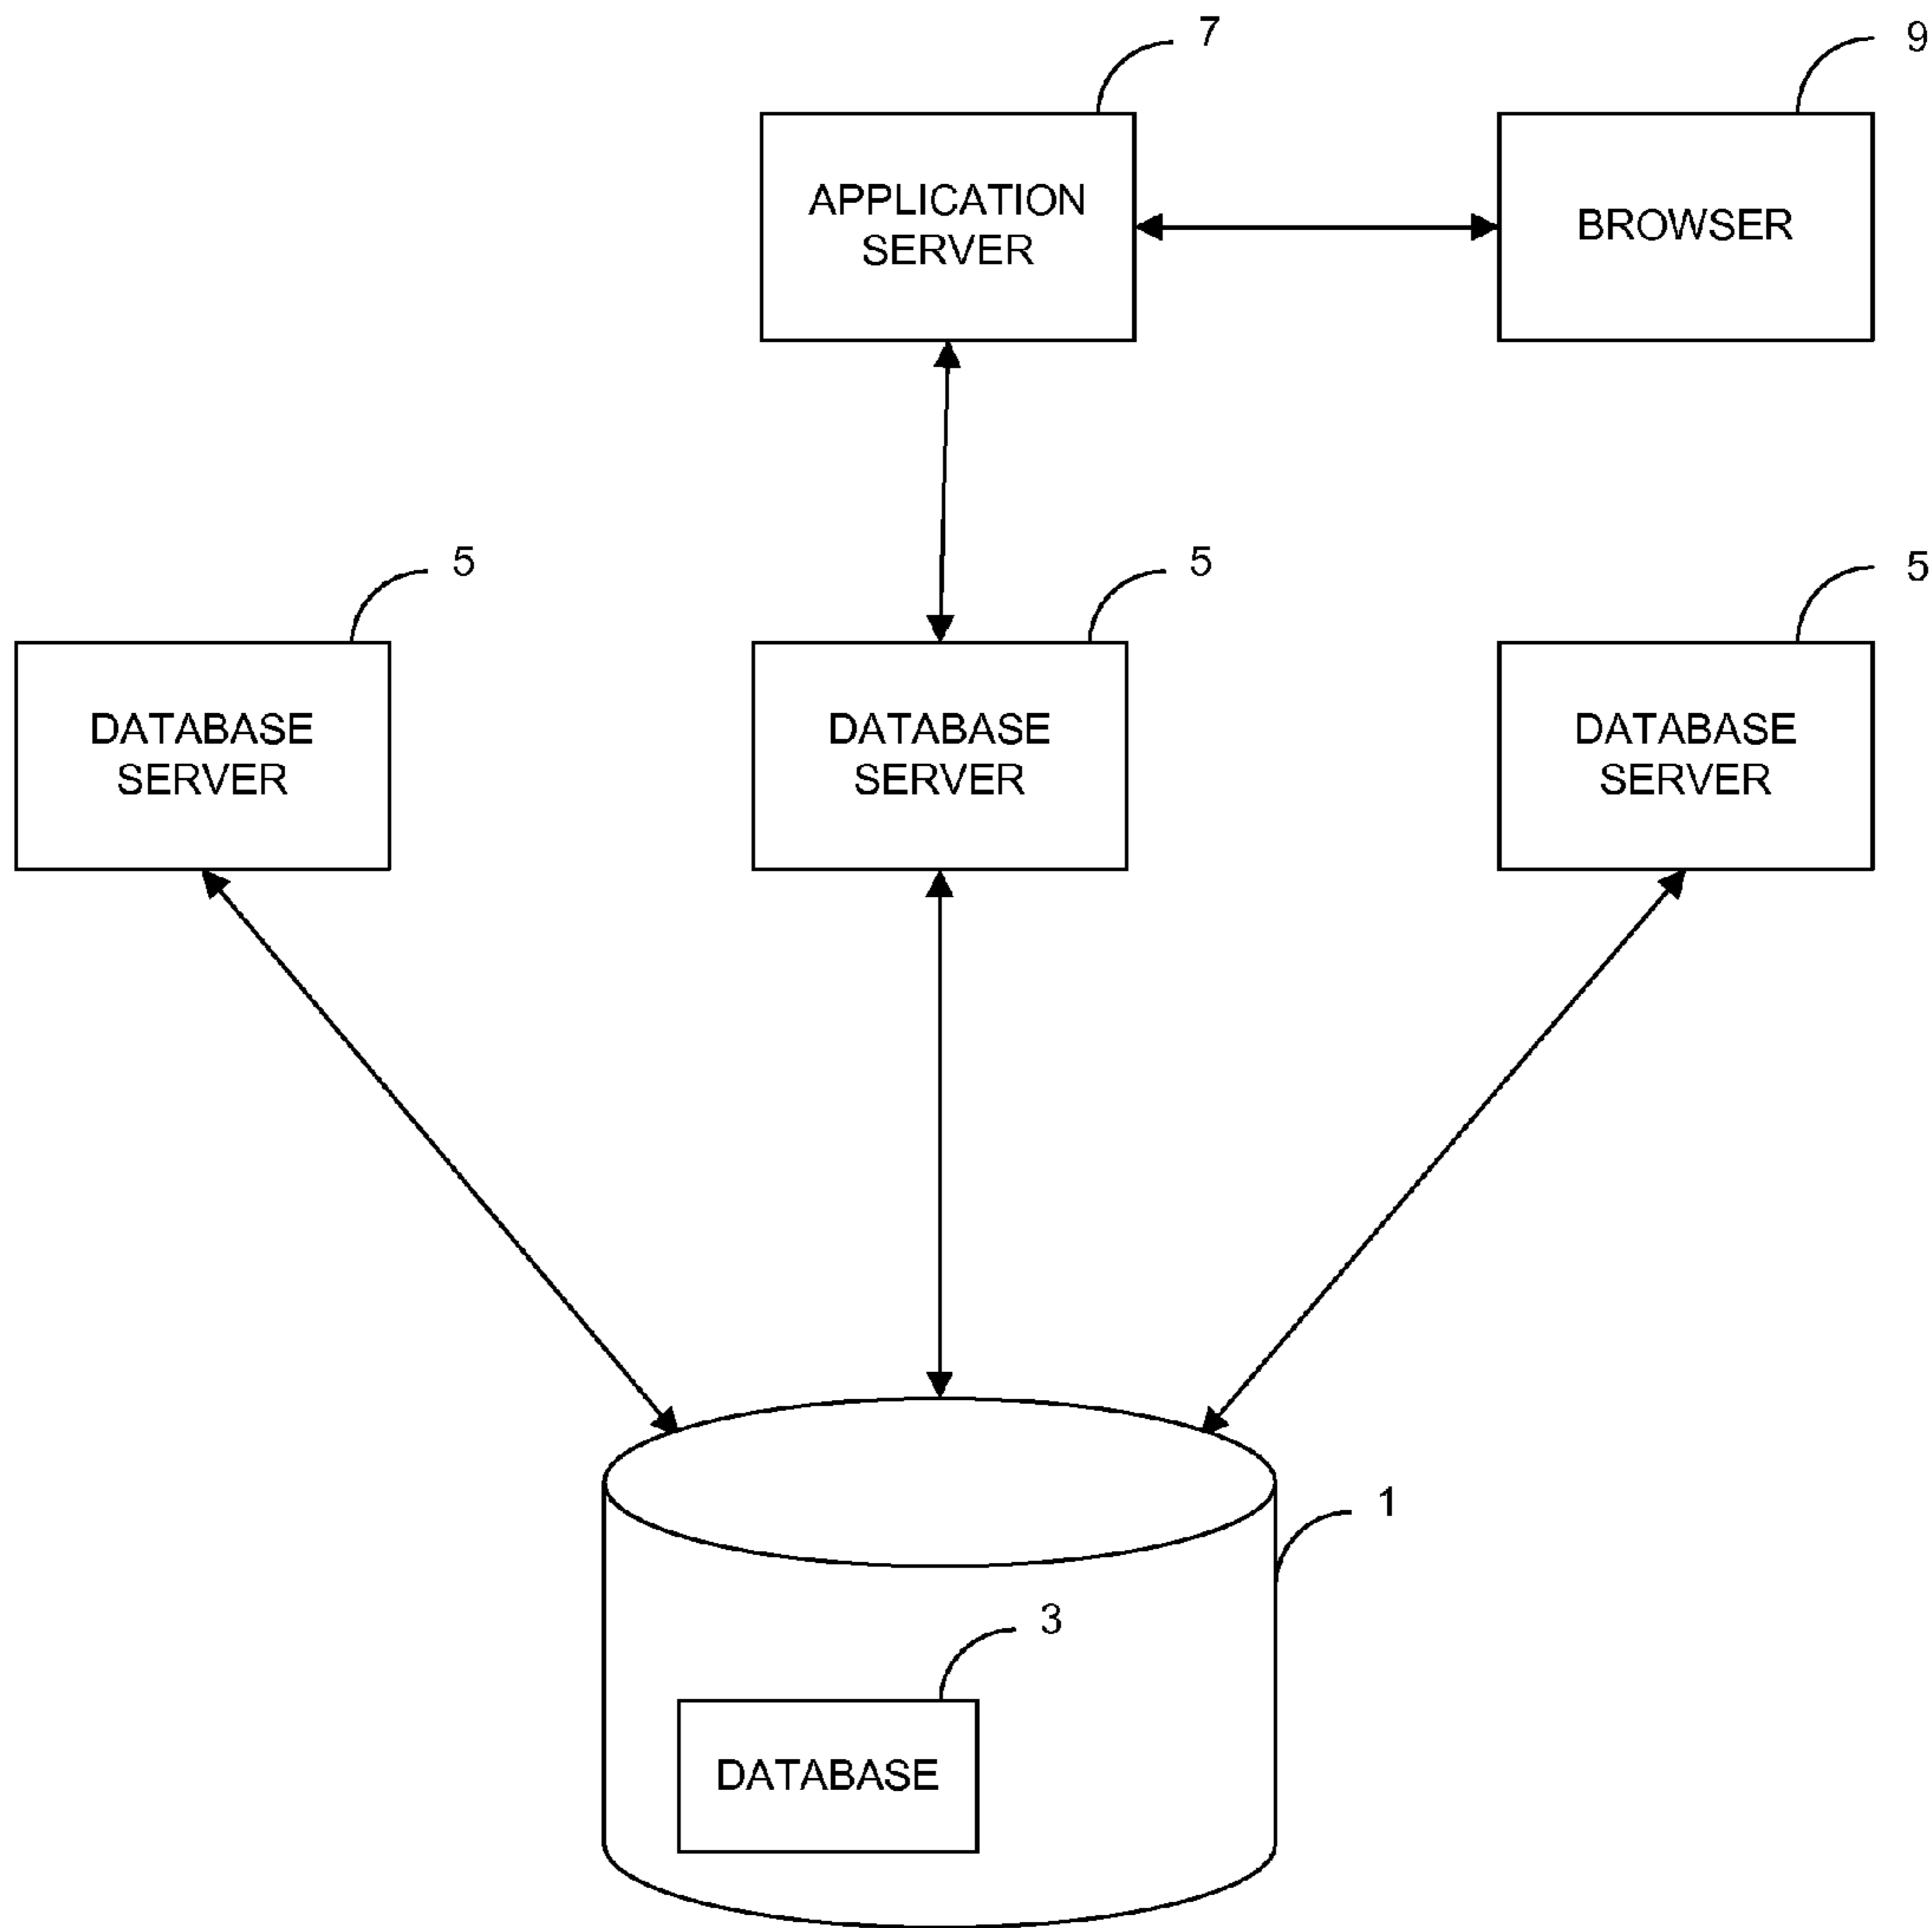 7
9
APPLICATION
SERVER
BROWSER
5
5
5
DATABASE
SERVER
DATABASE
SERVER
DATABASE
SERVER
1
3
DATABASE